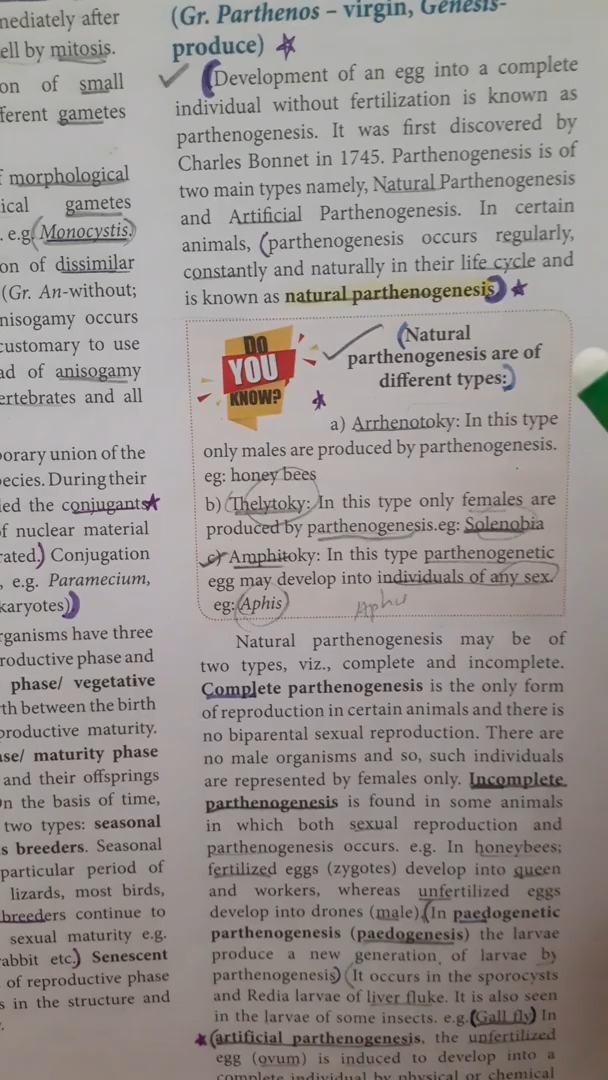 mediately after
ell by mitosis.
on of small
ferent gametes
f morphological
ical gametes
. e.g. Monocystis.
on of dissimilar
(Gr. An-without;
nisogamy occurs
customary to use
ad of anisogamy
ertebrates and all
porary union of the
pecies. During their
led the conjugants
of nuclear material
rated. Conjugation
, e.g. Paramecium,
karyotes)
rganisms have three
roductive phase and
phase/ vegetative
rth between the birth
productive maturity.
ase/ maturity phase
and their offsprings
On the basis of time,
two types: seasonal
s breeders. Seasonal
particular period of
lizards, most birds,
breeders continue to
sexual maturity e.g.
abbit etc. Senescent
of reproductive phase
s in the structure and
(Gr. Parthenos – virgin, Genesis-
produce)
Development of an egg into a complete
individual without fertilization is known as
parthenogenesis. It was first discovered by
Charles Bonnet in 1745. Parthenogenesis is of
two main types namely, Natural Parthenogenesis
and Artificial Parthenogenesis. In certain
animals, parthenogenesis occurs regularly,
constantly and naturally in their life cycle and
is known as natural parthenogenesis.
DO
YOU
KNOW?
Natural
parthenogenesis are of
different types:
a) Arrhenotoky: In this type
only males are produced by parthenogenesis.
eg: honey bees
b) Thelytoky: In this type only females are
produced by parthenogenesis.eg: Solenobia
c) Amphitoky: In this type parthenogenetic
egg may develop into individuals of any sex.
eg: Aphis
Natural parthenogenesis may be of
two types, viz., complete and incomplete.
Complete parthenogenesis is the only form
of reproduction in certain animals and there is
no biparental sexual reproduction. There are
no male organisms and so, such individuals
are represented by females only. Incomplete
parthenogenesis is found in some animals
in which both sexual reproduction and
parthenogenesis occurs. e.g. In honeybees;
fertilized eggs (zygotes) develop into queen
and workers, whereas unfertilized eggs
develop into drones (male). In paedogenetic
parthenogenesis (paedogenesis) the larvae
produce a new generation of larvae by
parthenogenesis. It occurs in the sporocysts
and Redia larvae of liver fluke. It is also seen
in the larvae of some insects. e.g. Gall fly. In
artificial parthenogenesis, the unfertilized
egg (ovum) is induced to develop into a
complete individual by physical or chemical